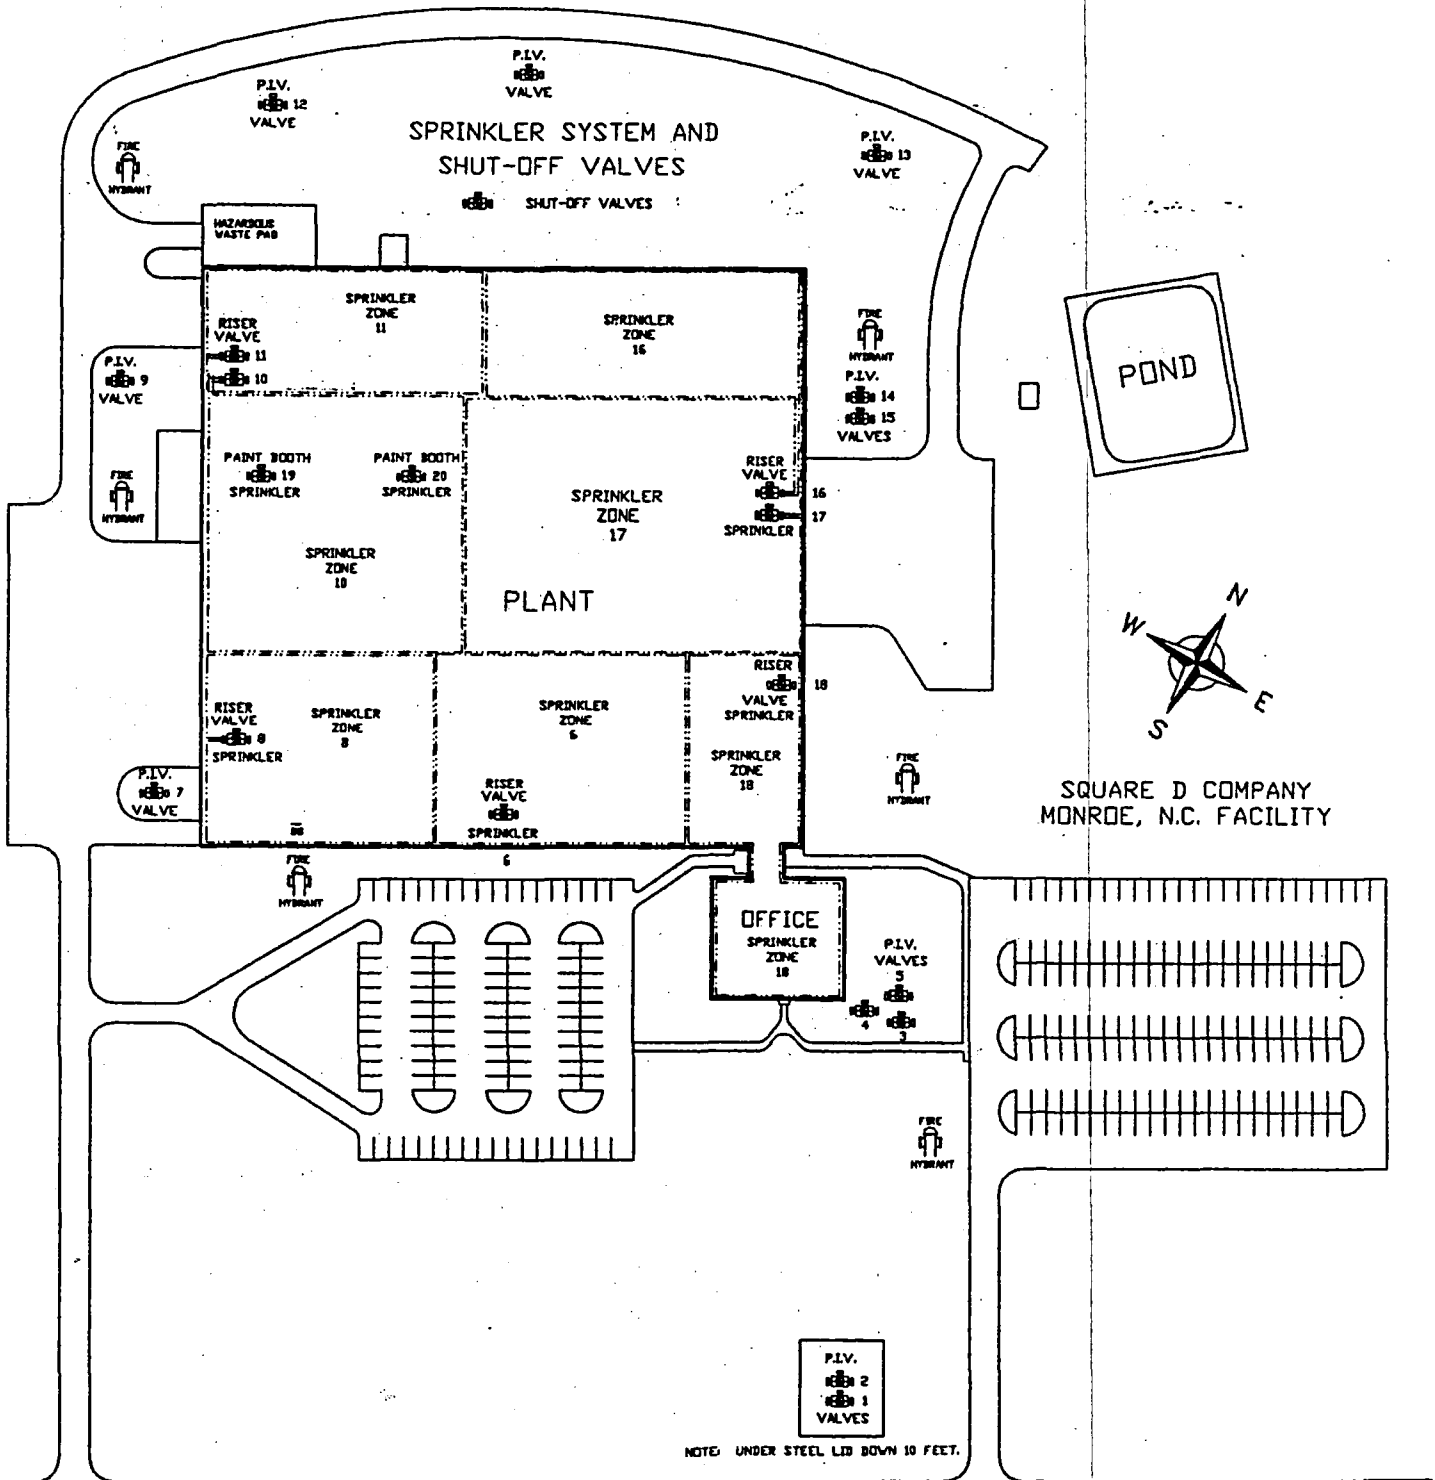 P.I.V.
VALVE
P.I.V.
12
VALVE
SPRINKLER SYSTEM AND
SHUT-OFF VALVES
SHUT-OFF VALVES
P.I.V.
13
VALVE
FIRE
HYDRANT
HAZARDOUS
WASTE PAD
SPRINKLER
ZONE
11
SPRINKLER
ZONE
16
RISER
VALVE
11
10
P.I.V.
9
VALVE
FIRE
HYDRANT
P.I.V.
14
15
VALVES
POND
PAINT BOOTH
19
SPRINKLER
PAINT BOOTH
20
SPRINKLER
FIRE
HYDRANT
SPRINKLER
ZONE
17
RISER
VALVE
16
17
SPRINKLER
SPRINKLER
ZONE
10
PLANT
N
W
E
S
RISER
18
VALVE
SPRINKLER
RISER
VALVE
8
SPRINKLER
SPRINKLER
ZONE
8
SPRINKLER
ZONE
6
SPRINKLER
ZONE
18
P.I.V.
7
VALVE
RISER
VALVE
SPRINKLER
6
FIRE
HYDRANT
SQUARE D COMPANY
MONROE, N.C. FACILITY
FIRE
HYDRANT
OFFICE
SPRINKLER
ZONE
18
P.I.V.
VALVES
5
4
3
FIRE
HYDRANT
P.I.V.
2
1
VALVES
NOTE: UNDER STEEL LID DOWN 10 FEET.